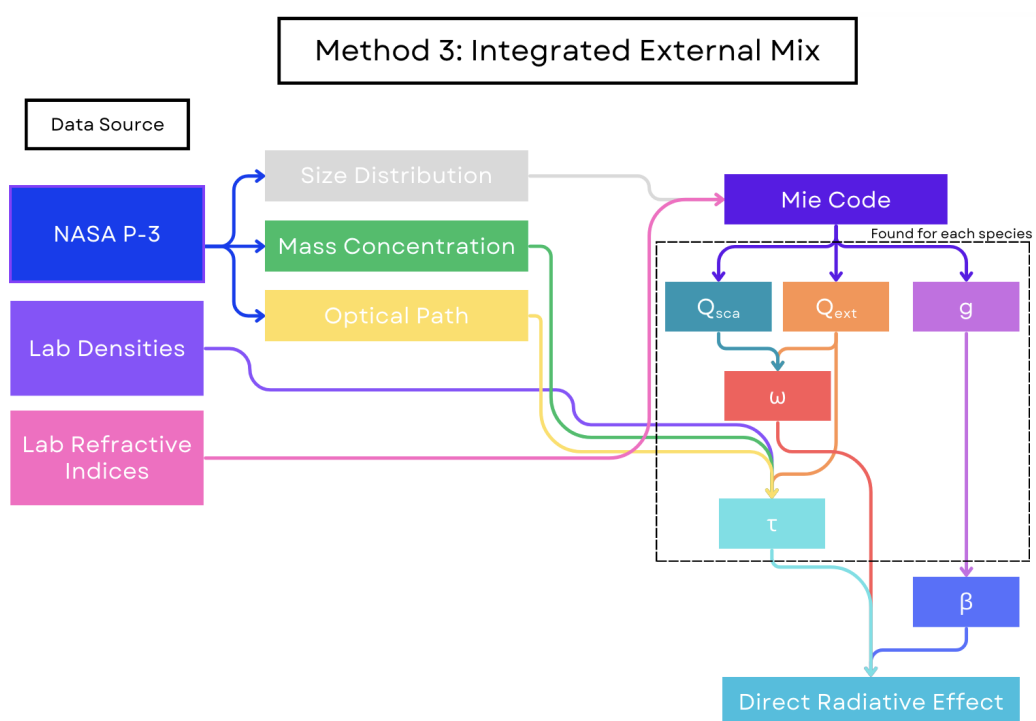 Method 3: Integrated External Mix
Data Source
NASA P-3
Lab Densities
Lab Refractive
Indices
Size Distribution
Mass Concentration
Optical Path
Mie Code
Found for each species
Qsca
Qext
g
ω
τ
β
Direct Radiative Effect